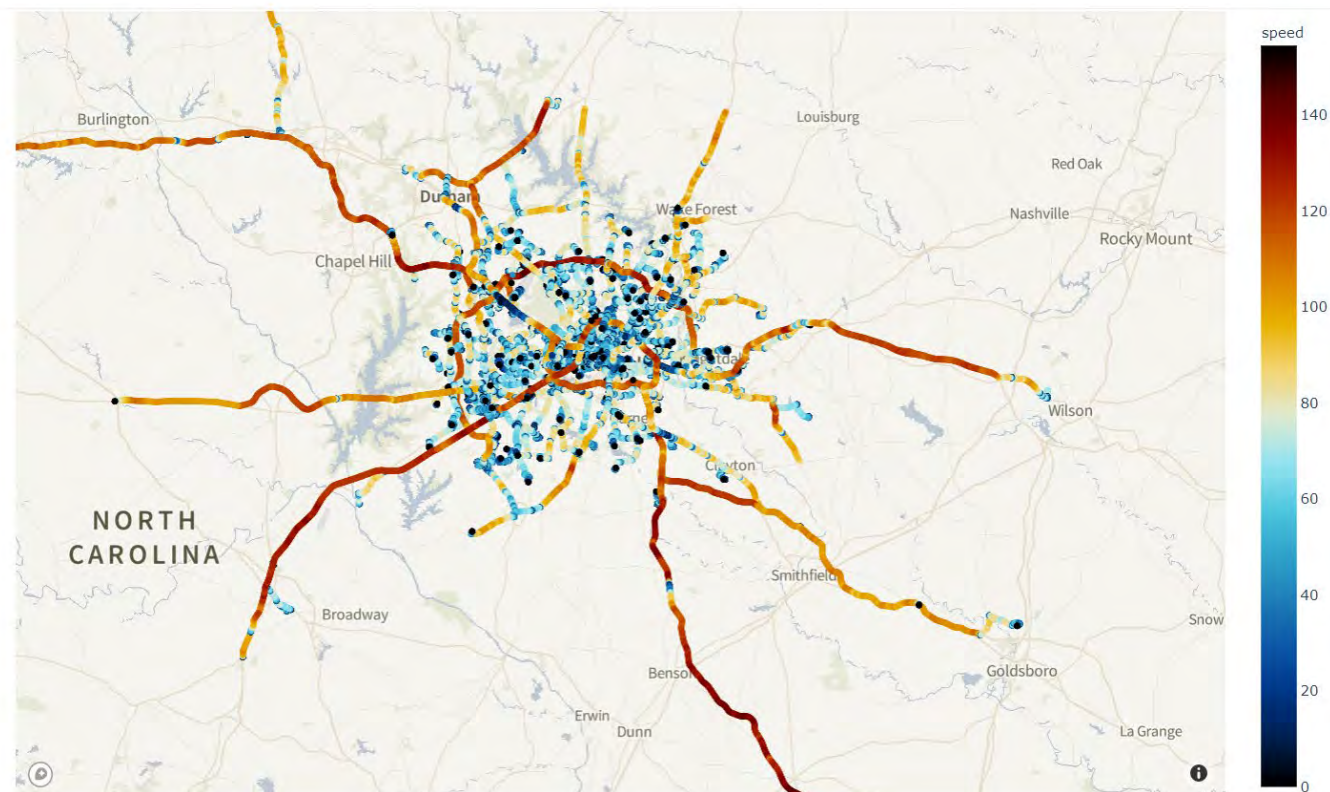 speed
Burlington
Louisburg
140
Red Oak
Durham
120
Wake Forest
Nashville
Rocky Mount
Chapel Hill
100
80
Wilson
60
NORTH
CAROLINA
Smithfield
40
Broadway
Snow
20
Benson
Goldsboro
Erwin
Dunn
La Grange
0